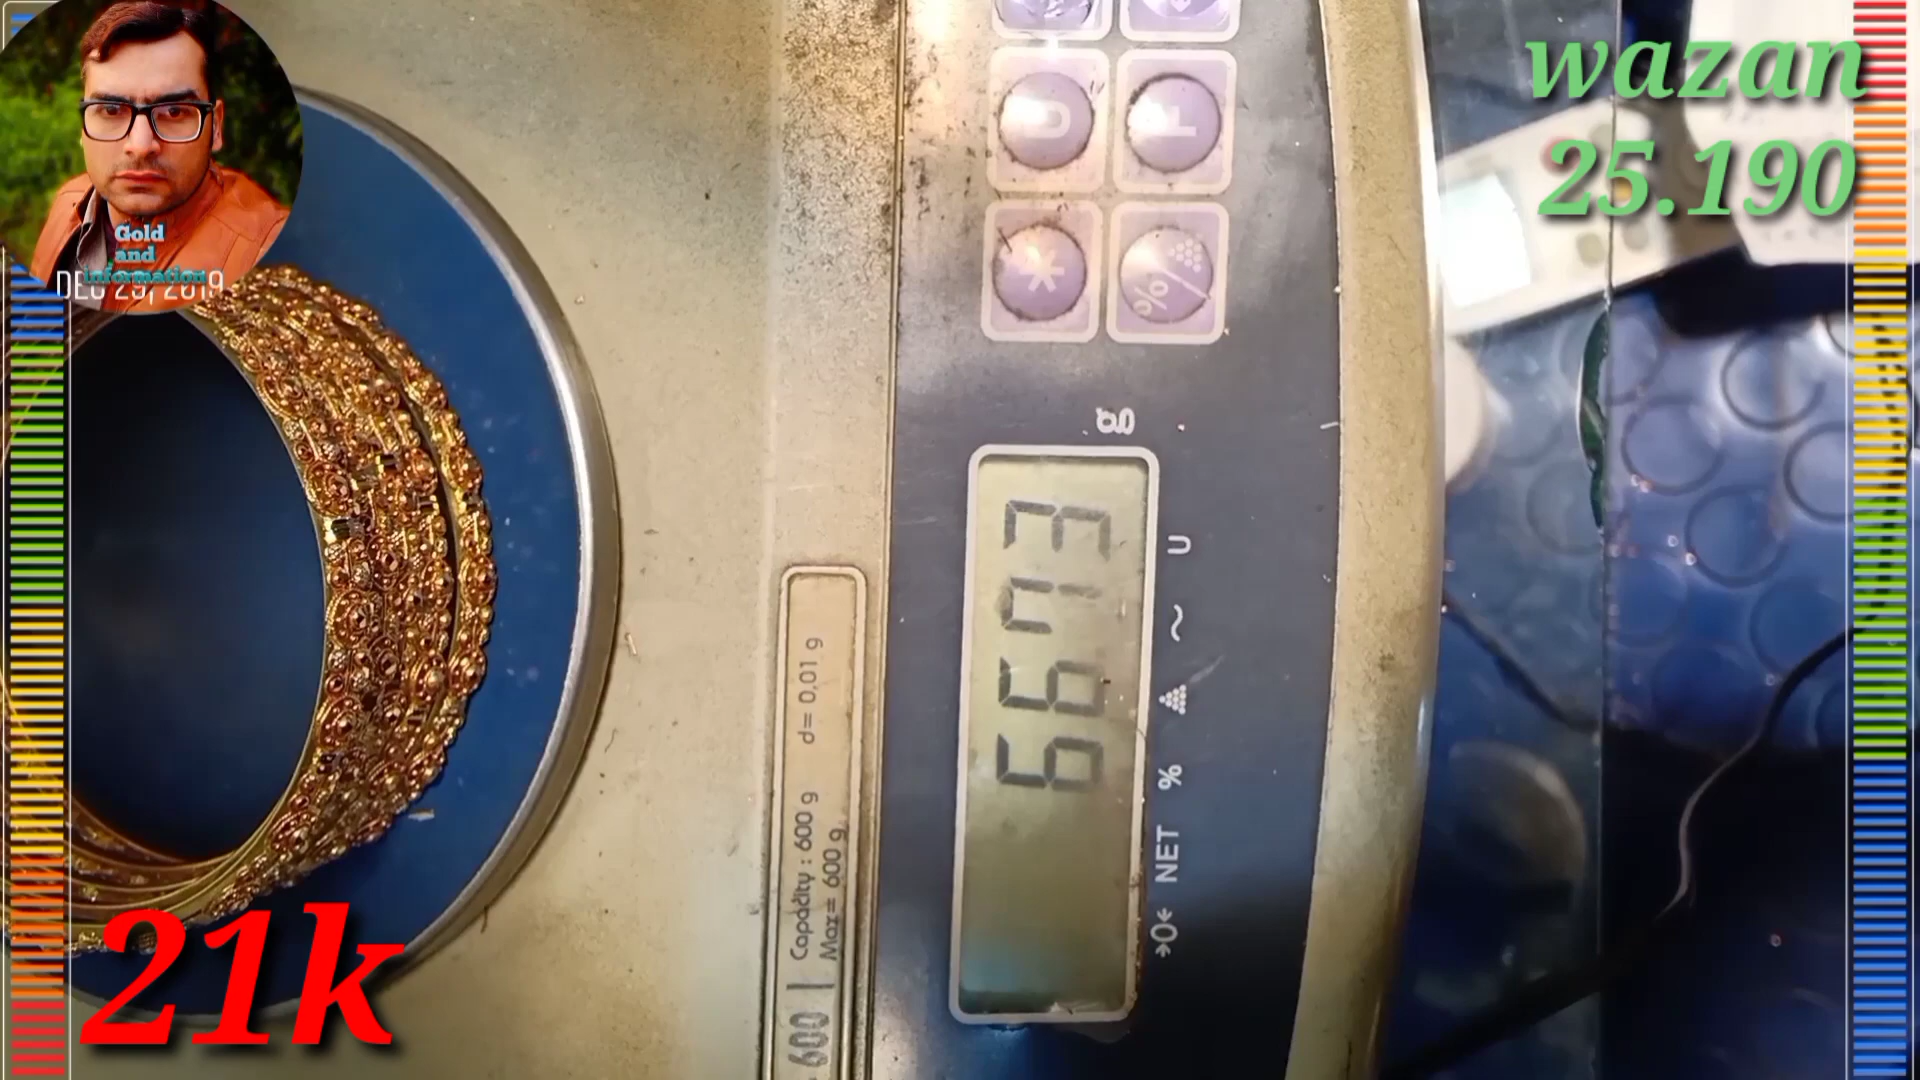 wazan
25.190
Gold
and
information
DEC 29, 2019
U
F
*
%
g
U
~
%
NET
→0←
Capacity : 600 g d= 0,01 g
Max= 600 g
600
21k